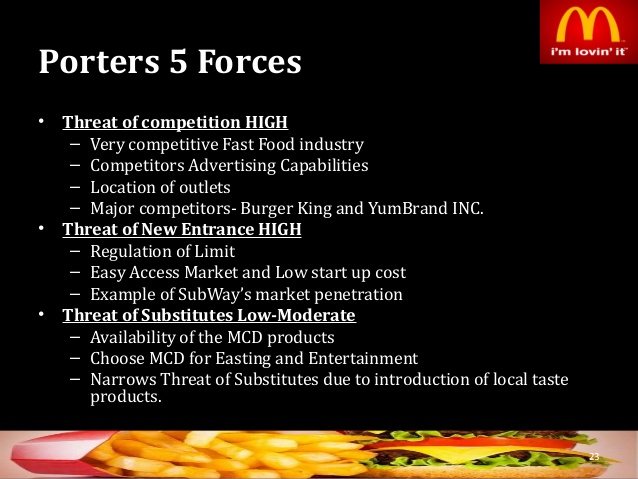 i'm lovin' it
Porters 5 Forces
• Threat of competition HIGH
– Very competitive Fast Food industry
– Competitors Advertising Capabilities
– Location of outlets
– Major competitors- Burger King and YumBrand INC.
• Threat of New Entrance HIGH
– Regulation of Limit
– Easy Access Market and Low start up cost
– Example of SubWay's market penetration
• Threat of Substitutes Low-Moderate
– Availability of the MCD products
– Choose MCD for Easting and Entertainment
– Narrows Threat of Substitutes due to introduction of local taste
products.
23